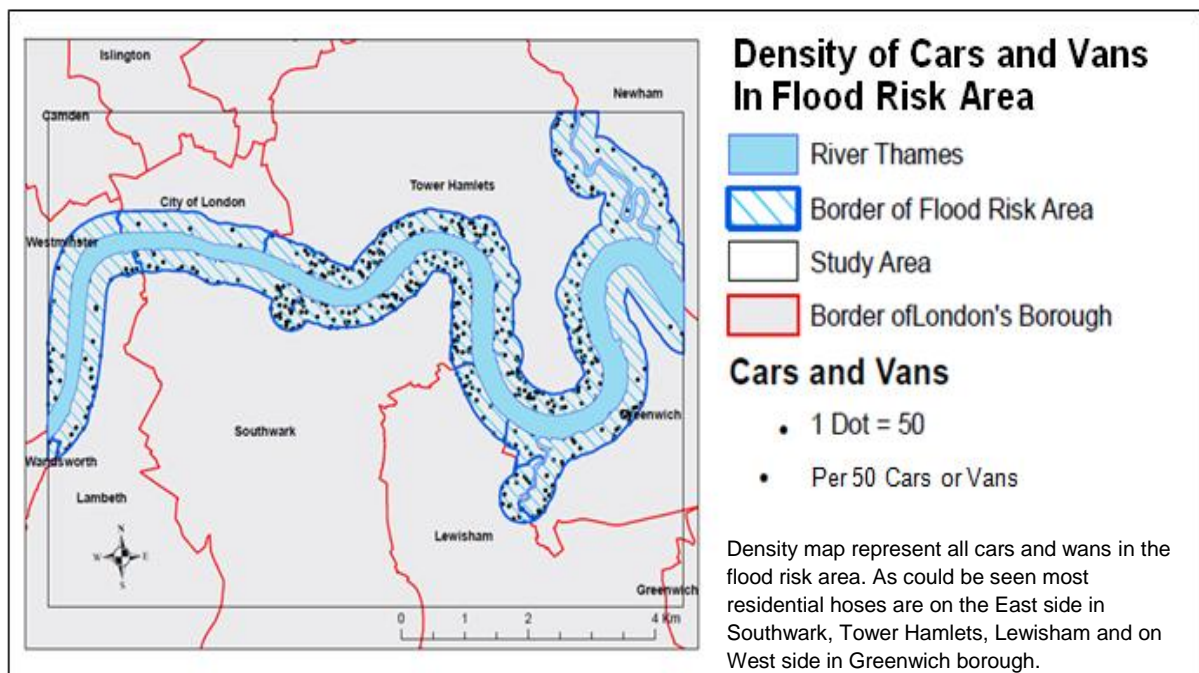 Islington
Camden
Newham
City of London
Tower Hamlets
Westminster
Greenwich
Southwark
Wandsworth
Lambeth
Lewisham
Greenwich
N
W E
S
0 1 2 4 Km
Density of Cars and Vans
In Flood Risk Area
River Thames
Border of Flood Risk Area
Study Area
Border ofLondon's Borough
Cars and Vans
1 Dot = 50
Per 50 Cars or Vans
Density map represent all cars and wans in the
flood risk area. As could be seen most
residential hoses are on the East side in
Southwark, Tower Hamlets, Lewisham and on
West side in Greenwich borough.